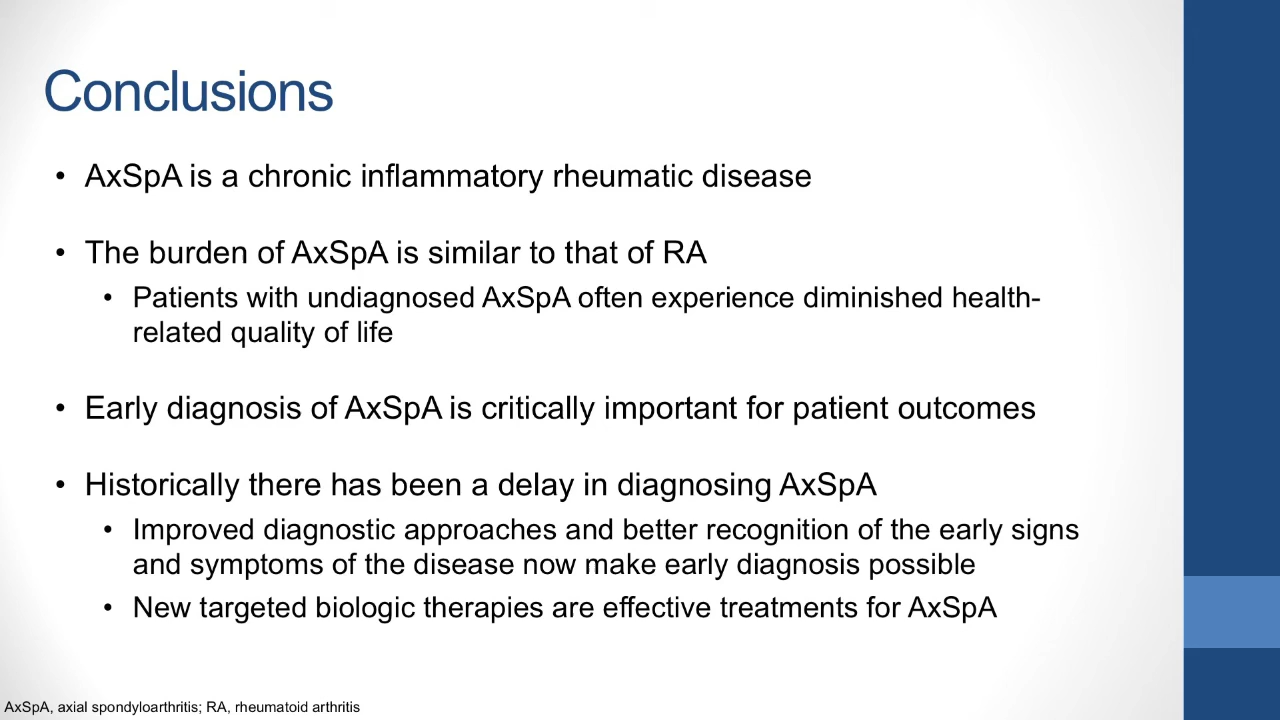 Conclusions
• AxSpA is a chronic inflammatory rheumatic disease
• The burden of AxSpA is similar to that of RA
• Patients with undiagnosed AxSpA often experience diminished health-
related quality of life
• Early diagnosis of AxSpA is critically important for patient outcomes
• Historically there has been a delay in diagnosing AxSpA
• Improved diagnostic approaches and better recognition of the early signs
and symptoms of the disease now make early diagnosis possible
• New targeted biologic therapies are effective treatments for AxSpA
AxSpA, axial spondyloarthritis; RA, rheumatoid arthritis